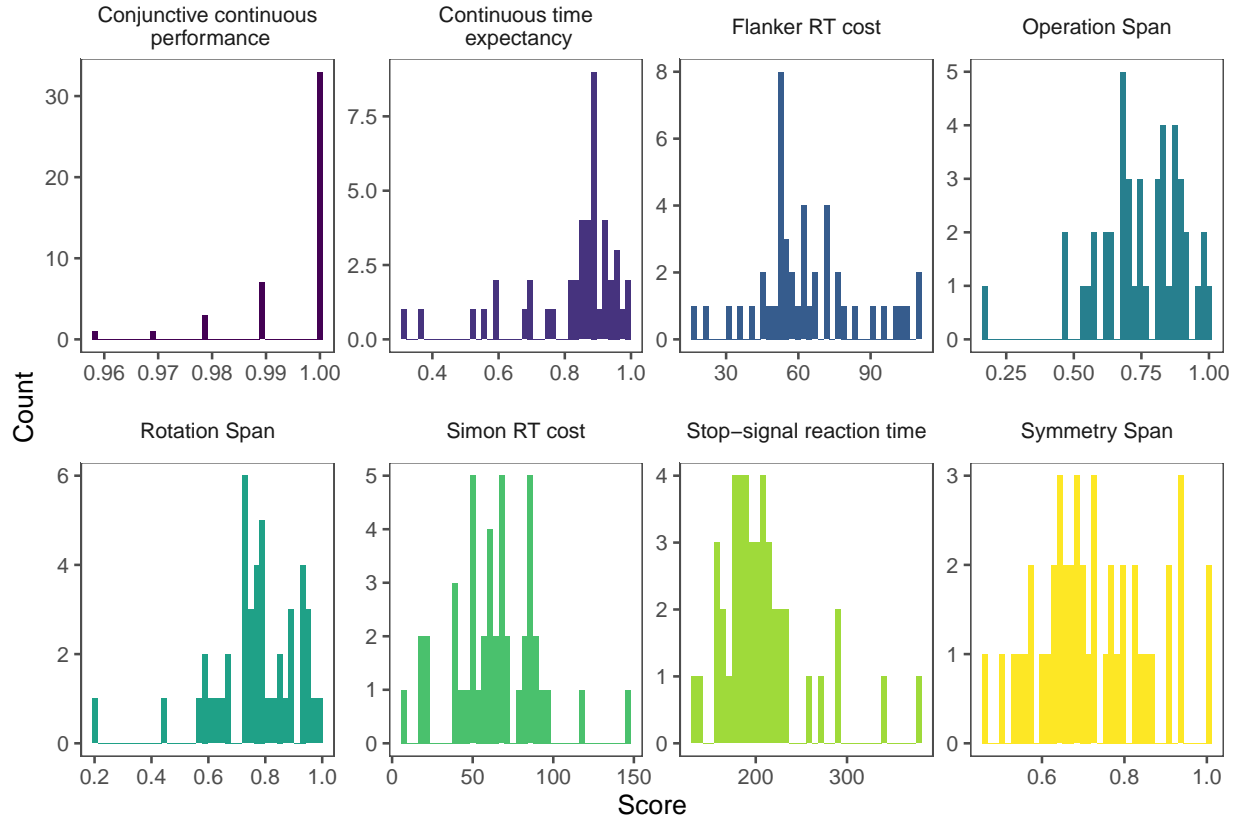 Conjunctive continuous
performance
Continuous time
expectancy
Flanker RT cost
Operation Span
30
20
10
0
0.96 0.97 0.98 0.99 1.00
7.5
5.0
2.5
0.0
0.4 0.6 0.8 1.0
8
6
4
2
0
30 60 90
5
4
3
2
1
0
0.25 0.50 0.75 1.00
Count
Rotation Span
Simon RT cost
Stop−signal reaction time
Symmetry Span
6
4
2
0
0.2 0.4 0.6 0.8 1.0
5
4
3
2
1
0
0 50 100 150
4
3
2
1
0
200 300
3
2
1
0
0.6 0.8 1.0
Score